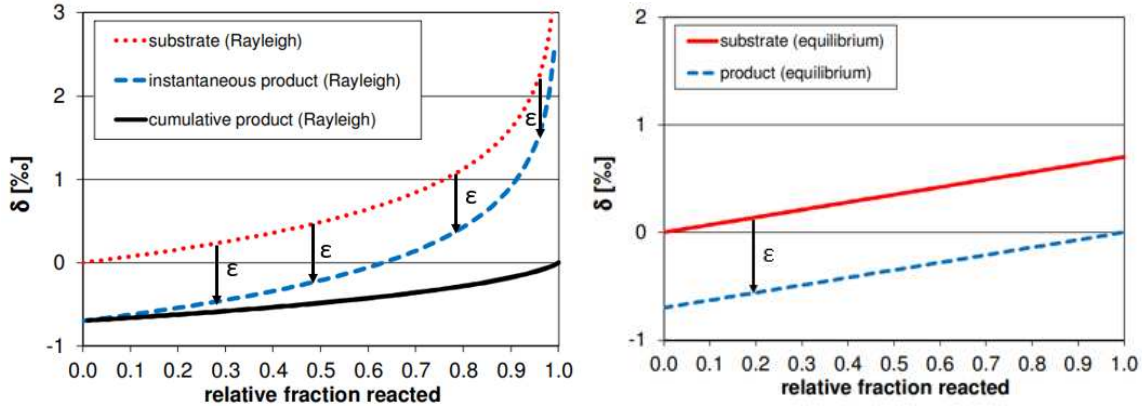 3
2
1
0
-1
δ [‰]
substrate (Rayleigh)
instantaneous product (Rayleigh)
cumulative product (Rayleigh)
ε
ε
ε
ε
0.0 0.1 0.2 0.3 0.4 0.5 0.6 0.7 0.8 0.9 1.0
relative fraction reacted
2
1
0
-1
δ [‰]
substrate (equilibrium)
product (equilibrium)
ε
0.0 0.1 0.2 0.3 0.4 0.5 0.6 0.7 0.8 0.9 1.0
relative fraction reacted